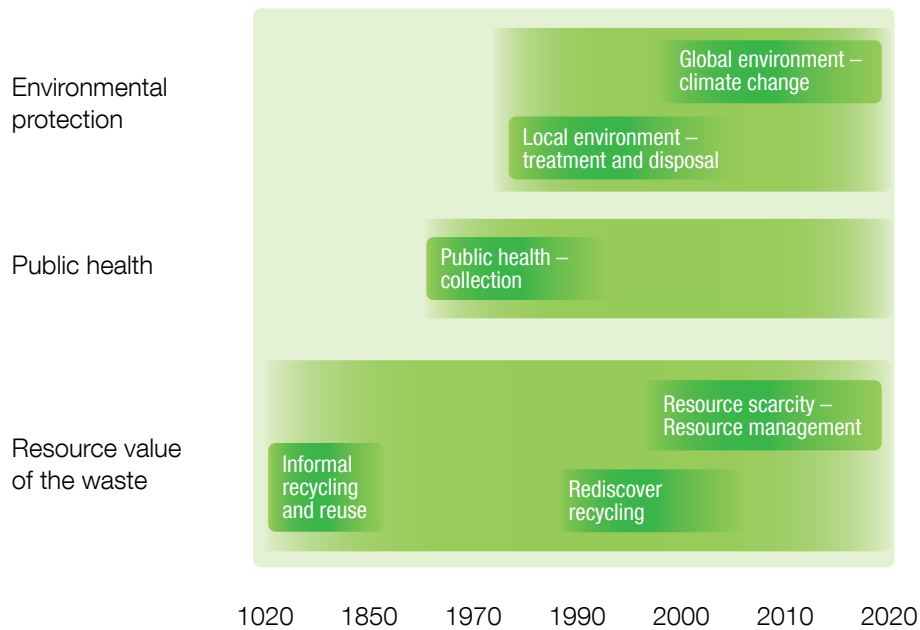 Environmental
protection
Global environment –
climate change
Local environment –
treatment and disposal
Public health
Public health –
collection
Resource value
of the waste
Resource scarcity –
Resource management
Informal
recycling
and reuse
Rediscover
recycling
1020 1850 1970 1990 2000 2010 2020